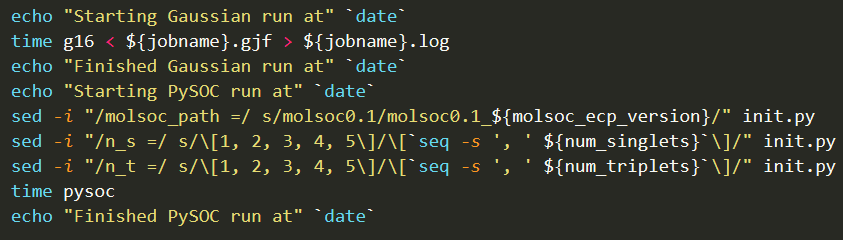 echo "Starting Gaussian run at" `date`
time g16 < ${jobname}.gjf > ${jobname}.log
echo "Finished Gaussian run at" `date`
echo "Starting PySOC run at" `date`
sed -i "/molsoc_path =/ s/molsoc0.1/molsoc0.1_${molsoc_ecp_version}/" init.py
sed -i "/n_s =/ s/\[1, 2, 3, 4, 5\]/\[`seq -s ', ' ${num_singlets}`\]/" init.py
sed -i "/n_t =/ s/\[1, 2, 3, 4, 5\]/\[`seq -s ', ' ${num_triplets}`\]/" init.py
time pysoc
echo "Finished PySOC run at" `date`